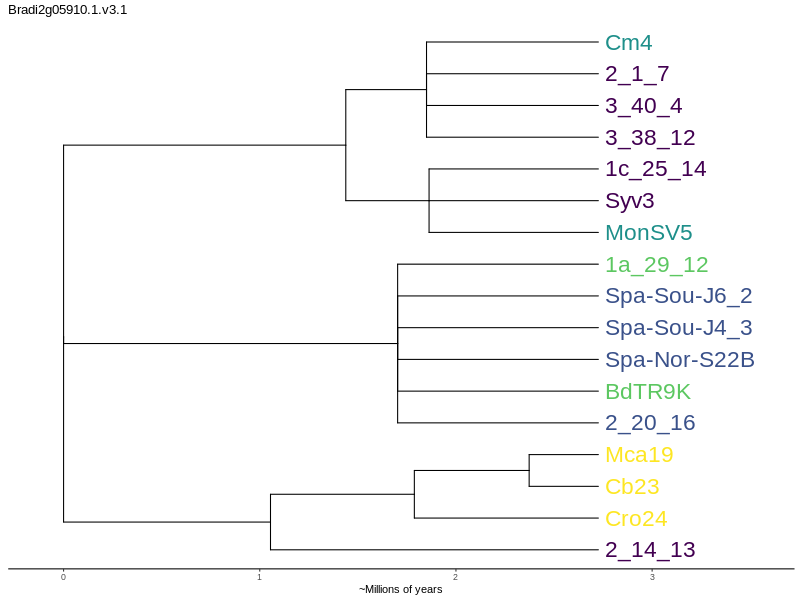 Bradi2g05910.1.v3.1
Cm4
2_1_7
3_40_4
3_38_12
1c_25_14
Syv3
MonSV5
1a_29_12
Spa-Sou-J6_2
Spa-Sou-J4_3
Spa-Nor-S22B
BdTR9K
2_20_16
Mca19
Cb23
Cro24
2_14_13
0 1 2 3
~Millions of years